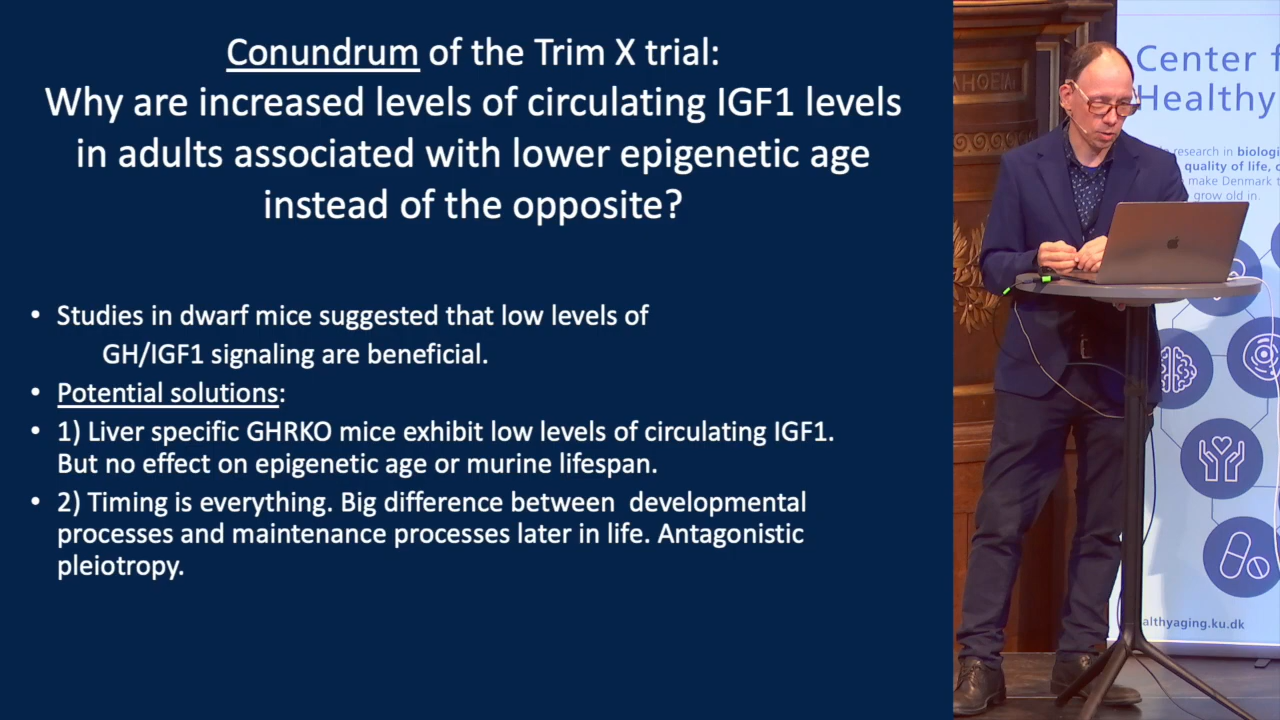 Conundrum of the Trim X trial:
Why are increased levels of circulating IGF1 levels
in adults associated with lower epigenetic age
instead of the opposite?
• Studies in dwarf mice suggested that low levels of
GH/IGF1 signaling are beneficial.
• Potential solutions:
• 1) Liver specific GHRKO mice exhibit low levels of circulating IGF1.
But no effect on epigenetic age or murine lifespan.
• 2) Timing is everything. Big difference between developmental
processes and maintenance processes later in life. Antagonistic
pleiotropy.
Center f
Healthy
research in biologi
quality of life, c
make Denmark t
grow old in.
althyaging.ku.dk